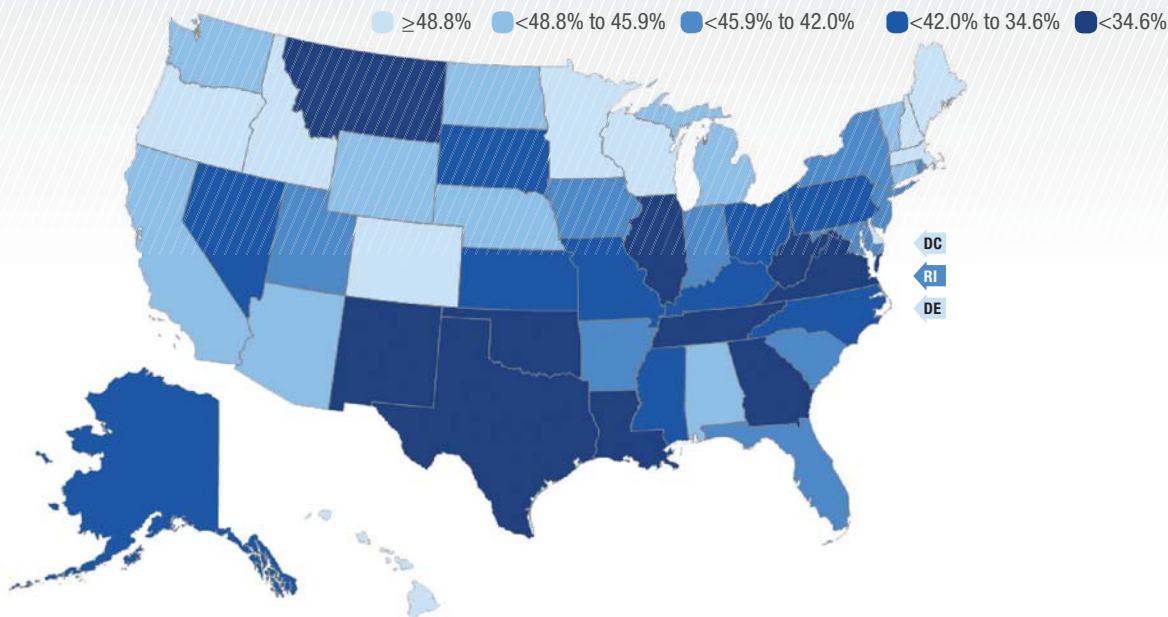 ≥48.8% <48.8% to 45.9% <45.9% to 42.0% <42.0% to 34.6% <34.6%
DC
RI
DE